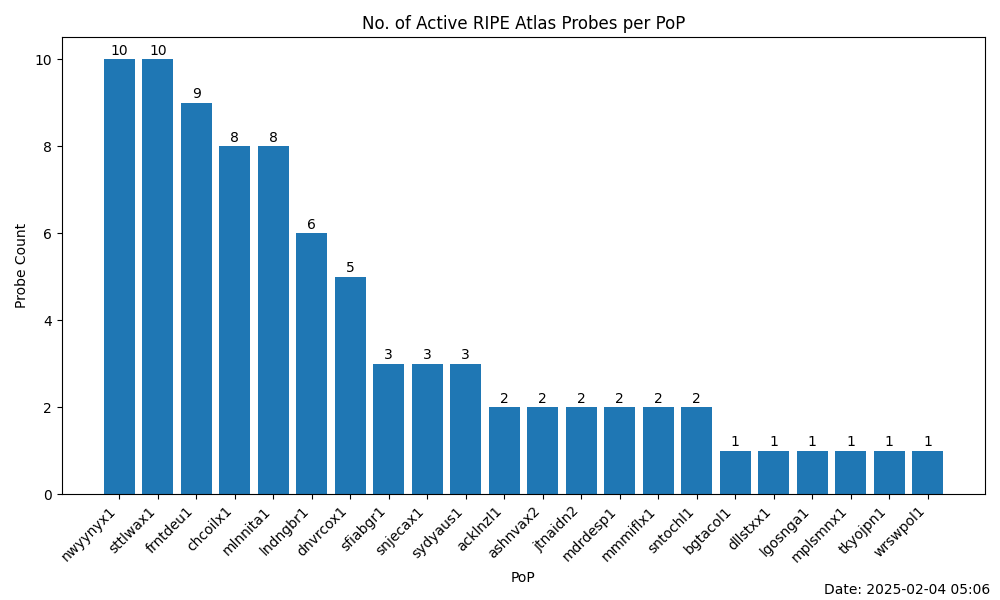 No. of Active RIPE Atlas Probes per PoP
Probe Count
10
8
6
4
2
0
10 10 9 8 8 6 5 3 3 3 2 2 2 2 2 2 1 1 1 1 1 1
nwyynyx1 sttlwax1 frntdeu1 chcoilx1 mlnnita1 lndngbr1 dnvrcox1 sfiabgr1 snjecax1 sydyaus1 acklnzl1 ashnvax2 jtnaidn2 mdrdesp1 mmmiflx1 sntochl1 bgtacol1 dllstxx1 lgosnga1 mplsmnx1 tkyojpn1 wrswpol1
PoP
Date: 2025-02-04 05:06